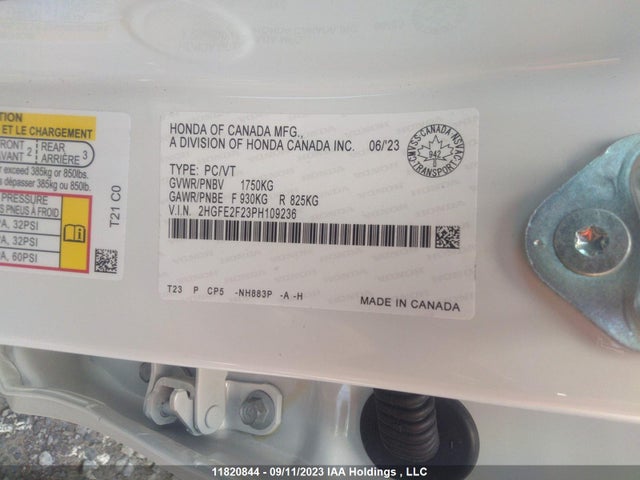 TION
ET LE CHARGEMENT
FRONT
AVANT 2
REAR
ARRIÈRE 3
exceed 385kg or 850lbs.
dépasser 385kg ou 850lb.
PRESSURE
PNEUS À FROID
A, 32PSI
A, 32PSI
A, 60PSI
T21 C0
HONDA OF CANADA MFG.,
A DIVISION OF HONDA CANADA INC. 06/'23
TYPE: PC/VT
GVWR/PNBV 1750KG
GAWR/PNBE F 930KG R 825KG
V.I.N. 2HGFE2F23PH109236
T23 P CP5 -NH883P -A -H
MADE IN CANADA
CMVSS-CANADA-NSVAC
942
TRANSPORT
11820844 - 09/11/2023 IAA Holdings , LLC